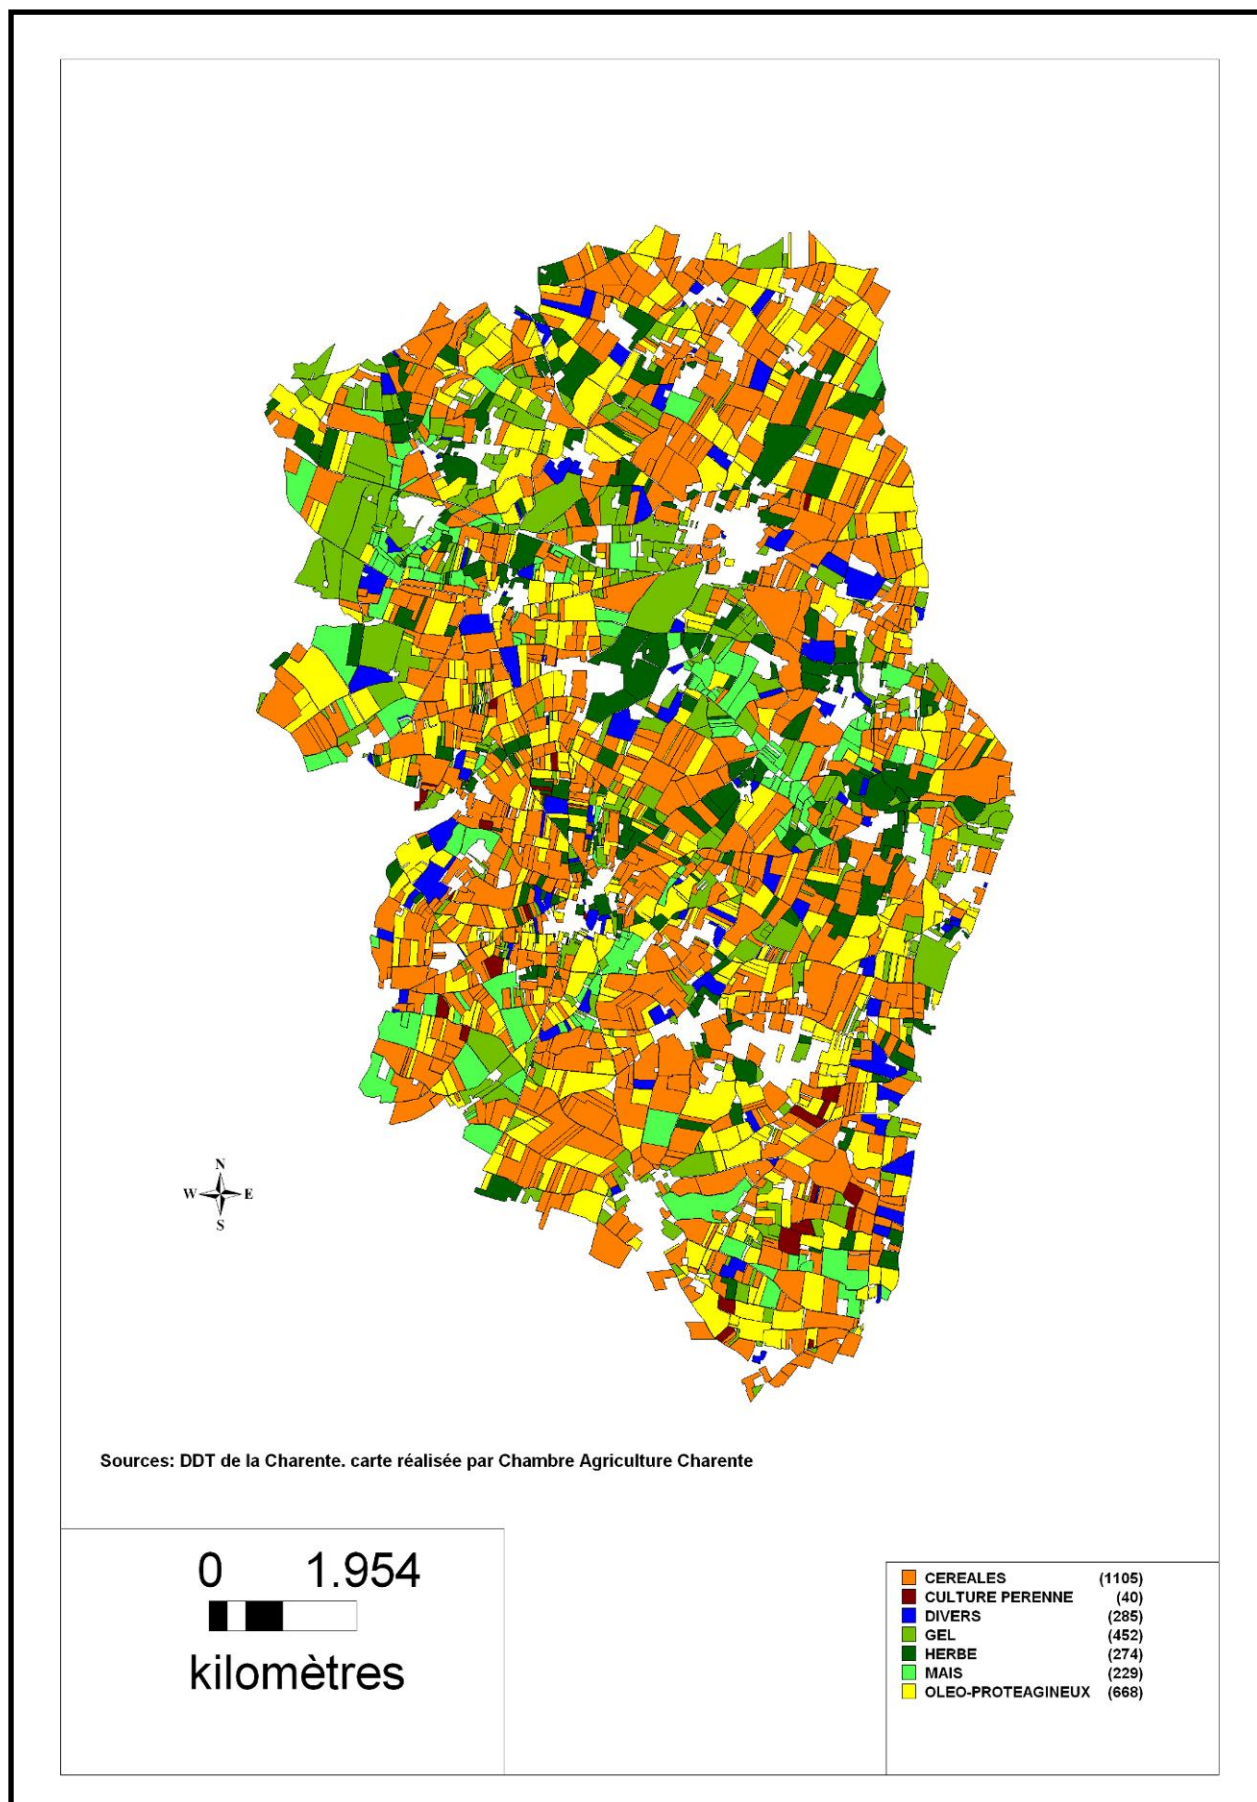 N
W E
S
Sources: DDT de la Charente. carte réalisée par Chambre Agriculture Charente
0 1.954
kilomètres
CEREALES (1105)
CULTURE PERENNE (40)
DIVERS (285)
GEL (452)
HERBE (274)
MAIS (229)
OLEO-PROTEAGINEUX (668)